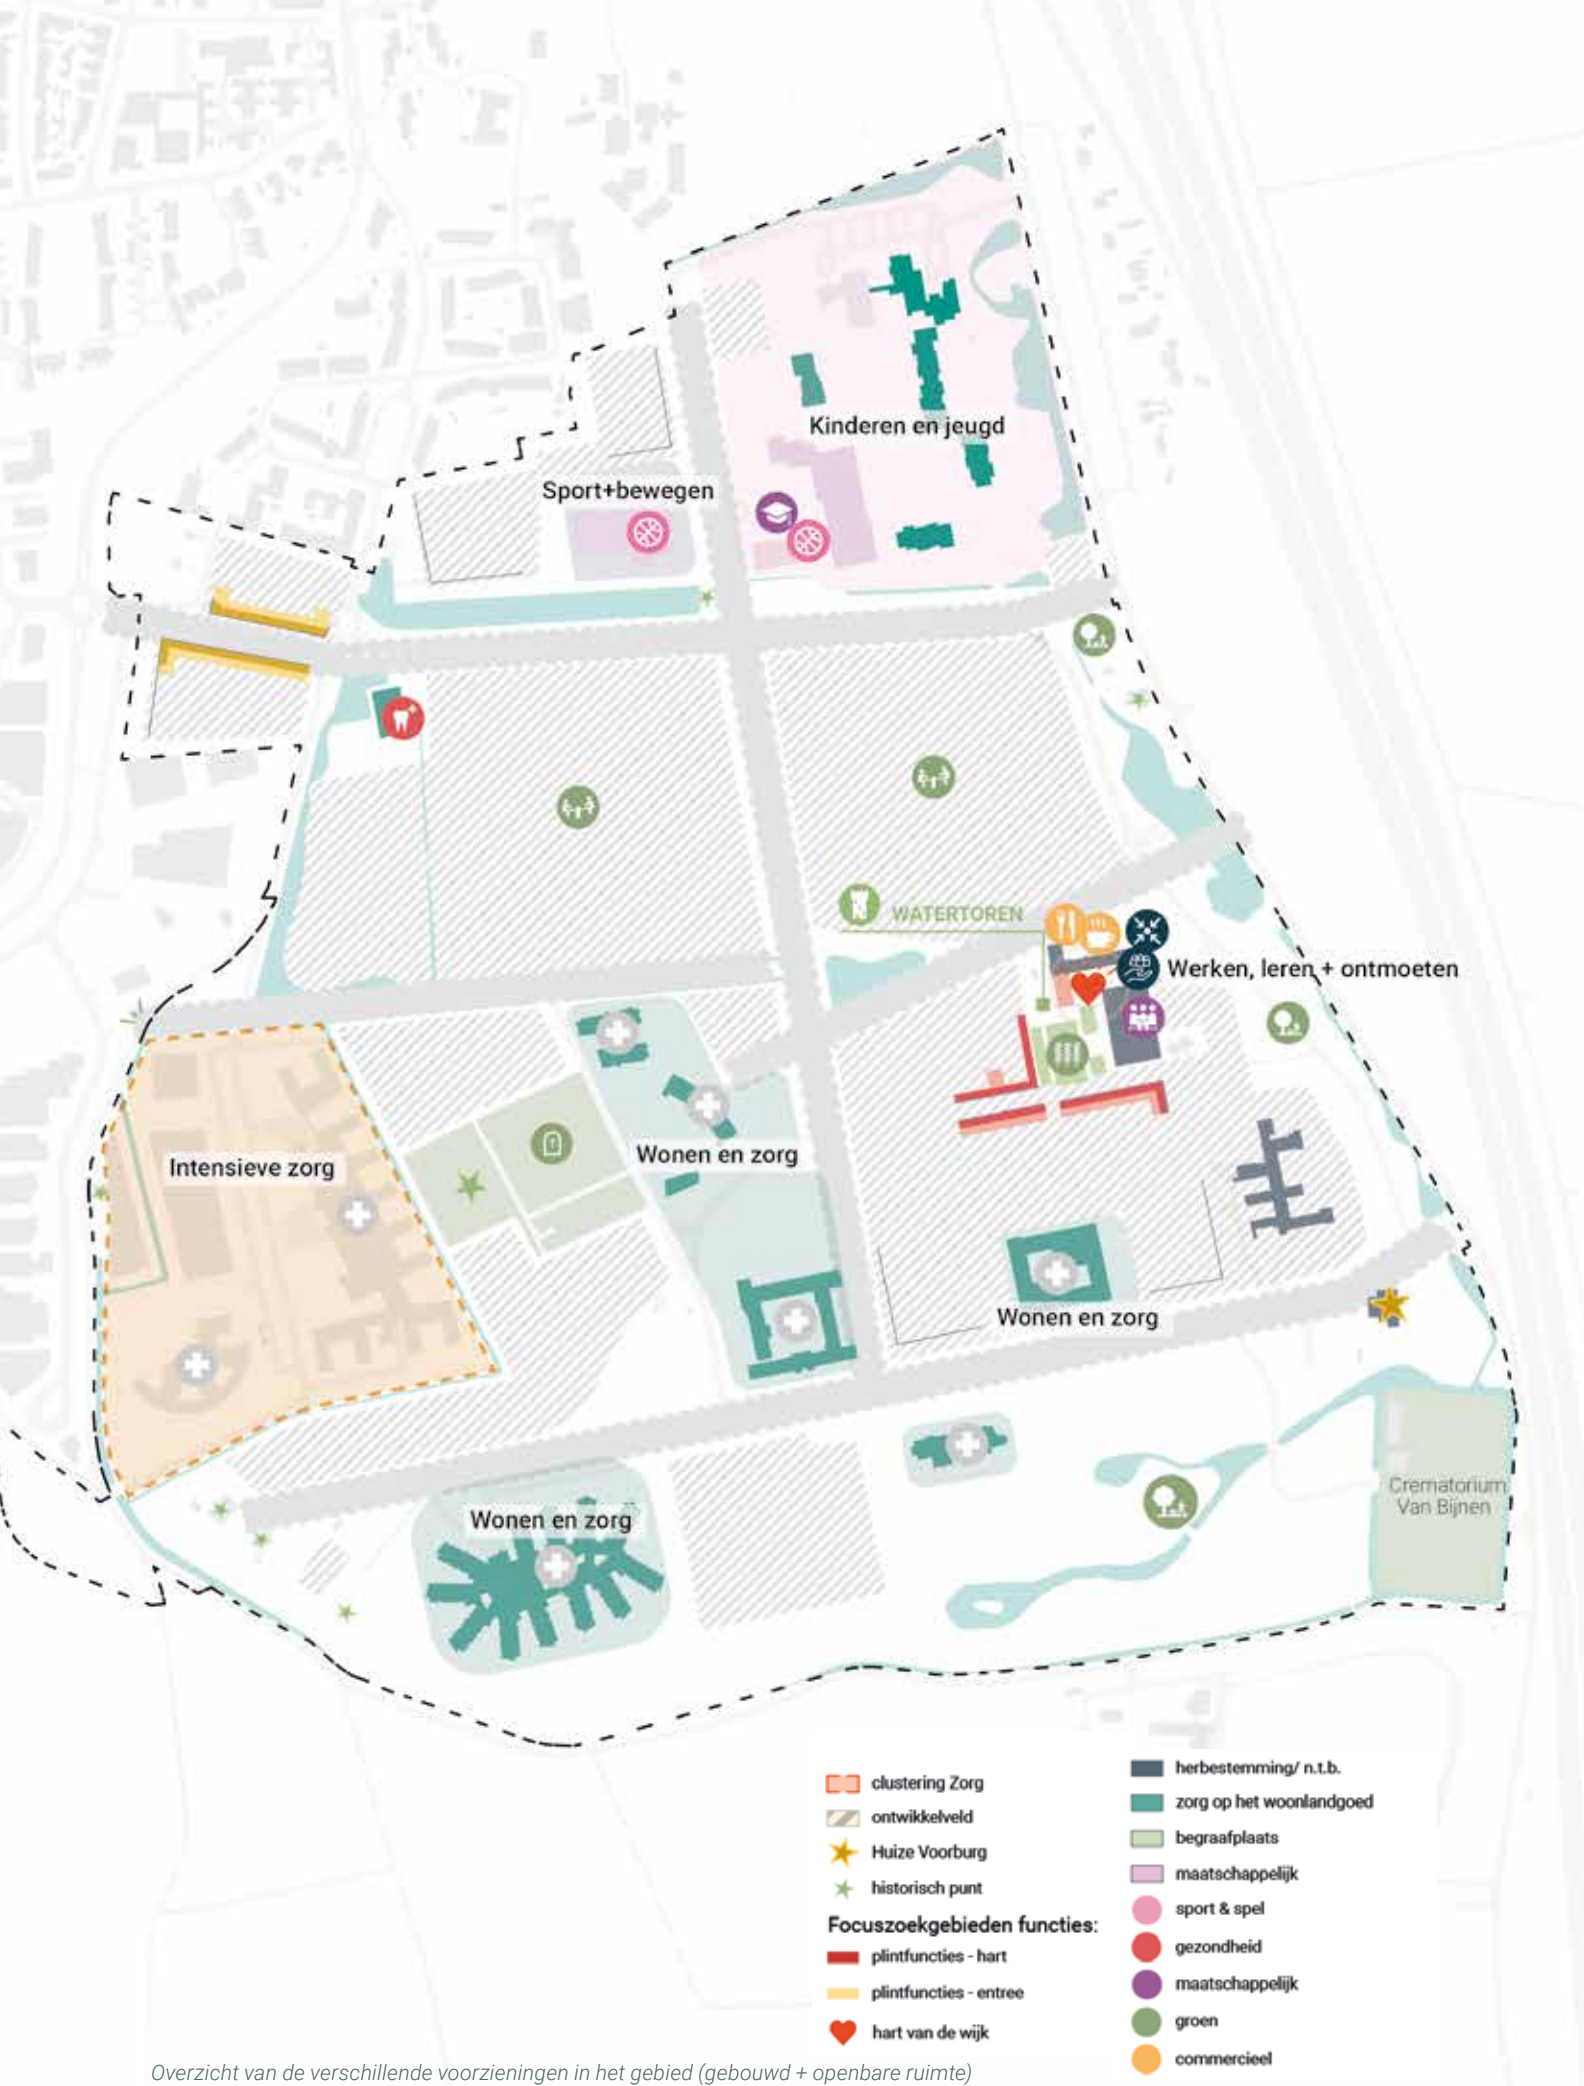 Kinderen en jeugd
Sport+bewegen
WATERTOREN
Werken, leren + ontmoeten
Intensieve zorg
Wonen en zorg
Wonen en zorg
Crematorium
Van Bijnen
Wonen en zorg
clustering Zorg
ontwikkelveld
Huize Voorburg
historisch punt
Focuszoekgebieden functies:
plintfuncties - hart
plintfuncties - entree
hart van de wijk
herbestemming/ n.t.b.
zorg op het woonlandgoed
begraafplaats
maatschappelijk
sport & spel
gezondheid
maatschappelijk
groen
commercieel
Overzicht van de verschillende voorzieningen in het gebied (gebouwd + openbare ruimte)